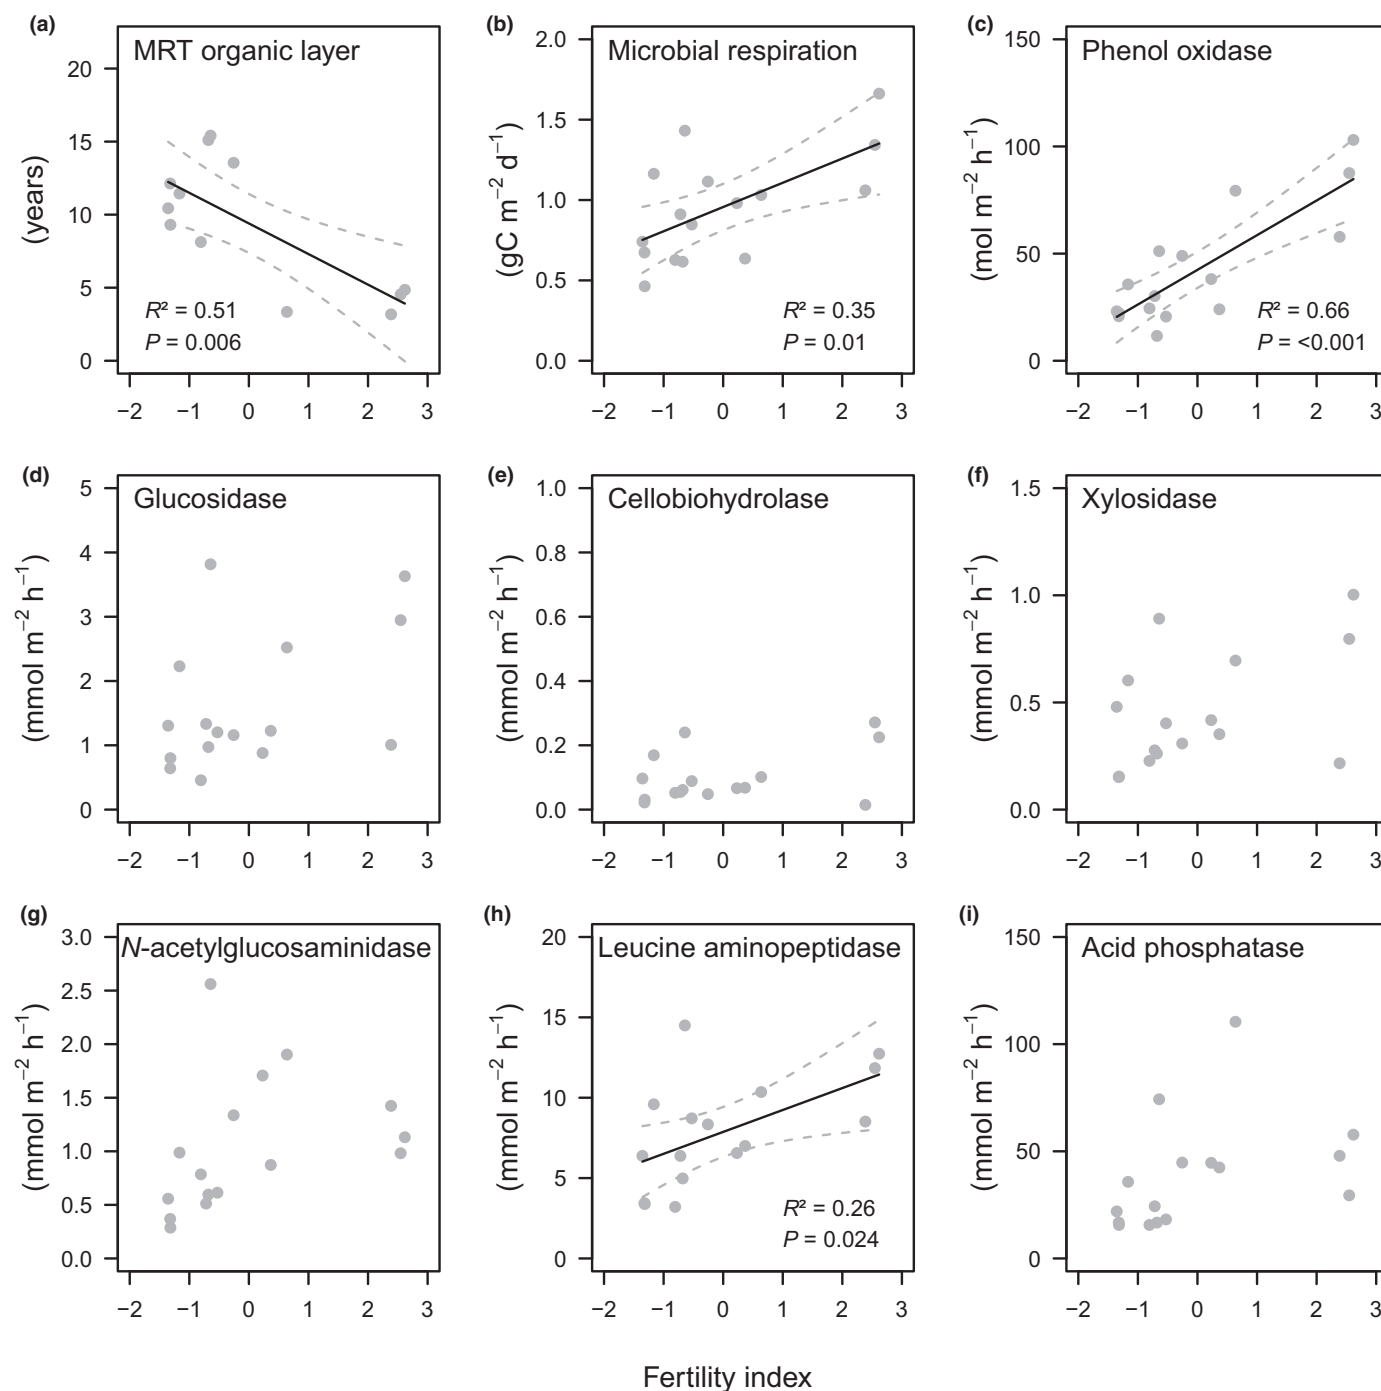 (a)
MRT organic layer
(years)
20
15
10
5
0
R² = 0.51
P = 0.006
−2 −1 0 1 2 3
(b)
Microbial respiration
(gC m−2 d−1)
2.0
1.5
1.0
0.5
0.0
R² = 0.35
P = 0.01
−2 −1 0 1 2 3
(c)
Phenol oxidase
(mol m−2 h−1)
150
100
50
0
R² = 0.66
P = <0.001
−2 −1 0 1 2 3
(d)
Glucosidase
(mmol m−2 h−1)
5
4
3
2
1
0
−2 −1 0 1 2 3
(e)
Cellobiohydrolase
(mmol m−2 h−1)
1.0
0.8
0.6
0.4
0.2
0.0
−2 −1 0 1 2 3
(f)
Xylosidase
(mmol m−2 h−1)
1.5
1.0
0.5
0.0
−2 −1 0 1 2 3
(g)
N-acetylglucosaminidase
(mmol m−2 h−1)
3.0
2.5
2.0
1.5
1.0
0.5
0.0
−2 −1 0 1 2 3
(h)
Leucine aminopeptidase
(mmol m−2 h−1)
20
15
10
5
0
R² = 0.26
P = 0.024
−2 −1 0 1 2 3
(i)
Acid phosphatase
(mmol m−2 h−1)
150
100
50
0
−2 −1 0 1 2 3
Fertility index